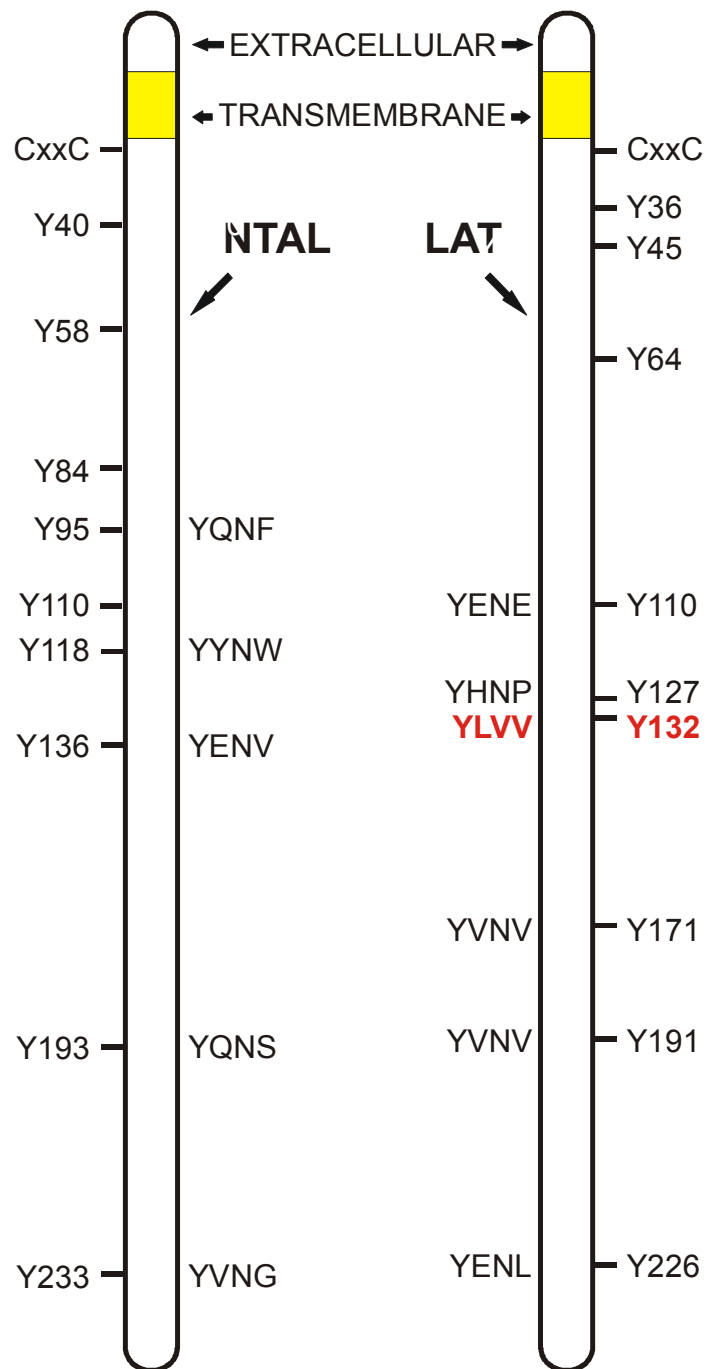 EXTRACELLULAR
TRANSMEMBRANE
CxxC CxxC
Y36
Y40 NTAL LAT Y45
Y58
Y64
Y84
Y95 YQNF
Y110 YENE Y110
Y118 YYNW
YHNP Y127
YLVV Y132
Y136 YENV
YVNV Y171
Y193 YQNS YVNV Y191
Y233 YVNG YENL Y226